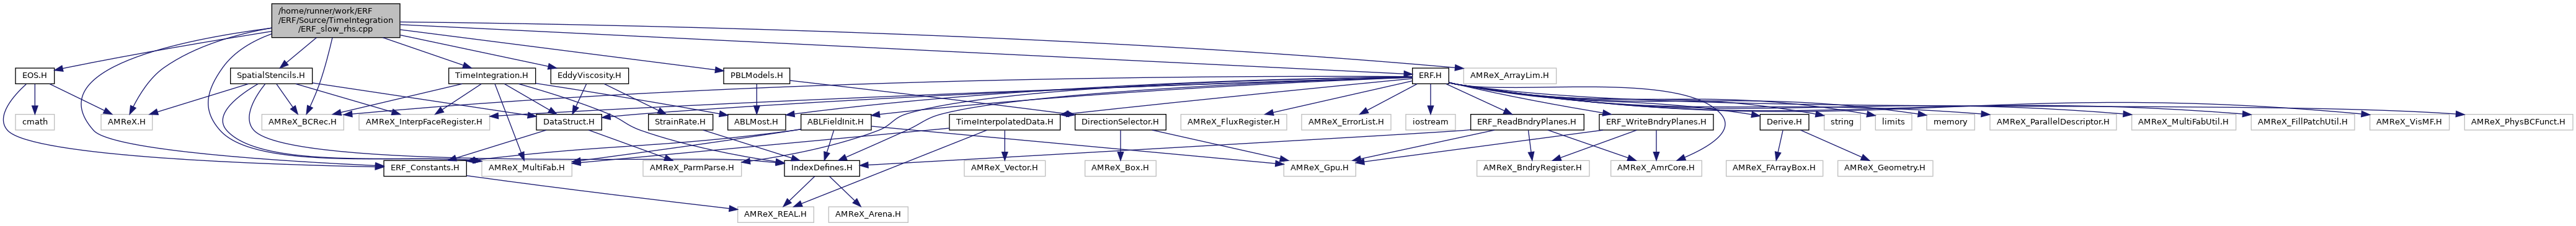 /home/runner/work/ERF
/ERF/Source/TimeIntegration
/ERF_slow_rhs.cpp
EOS.H
SpatialStencils.H
TimeIntegration.H
EddyViscosity.H
PBLModels.H
ERF.H
AMReX_ArrayLim.H
cmath
AMReX.H
AMReX_BCRec.H
AMReX_InterpFaceRegister.H
DataStruct.H
StrainRate.H
ABLMost.H
ABLFieldInit.H
TimeInterpolatedData.H
DirectionSelector.H
AMReX_FluxRegister.H
AMReX_ErrorList.H
iostream
ERF_ReadBndryPlanes.H
ERF_WriteBndryPlanes.H
Derive.H
string
limits
memory
AMReX_ParallelDescriptor.H
AMReX_MultiFabUtil.H
AMReX_FillPatchUtil.H
AMReX_VisMF.H
AMReX_PhysBCFunct.H
ERF_Constants.H
AMReX_MultiFab.H
AMReX_ParmParse.H
IndexDefines.H
AMReX_Vector.H
AMReX_Box.H
AMReX_Gpu.H
AMReX_BndryRegister.H
AMReX_AmrCore.H
AMReX_FArrayBox.H
AMReX_Geometry.H
AMReX_REAL.H
AMReX_Arena.H